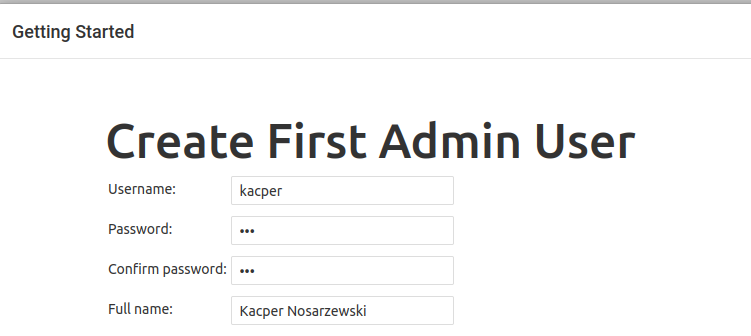 Getting Started
Create First Admin User
Username: kacper
Password: •••
Confirm password: •••
Full name: Kacper Nosarzewski